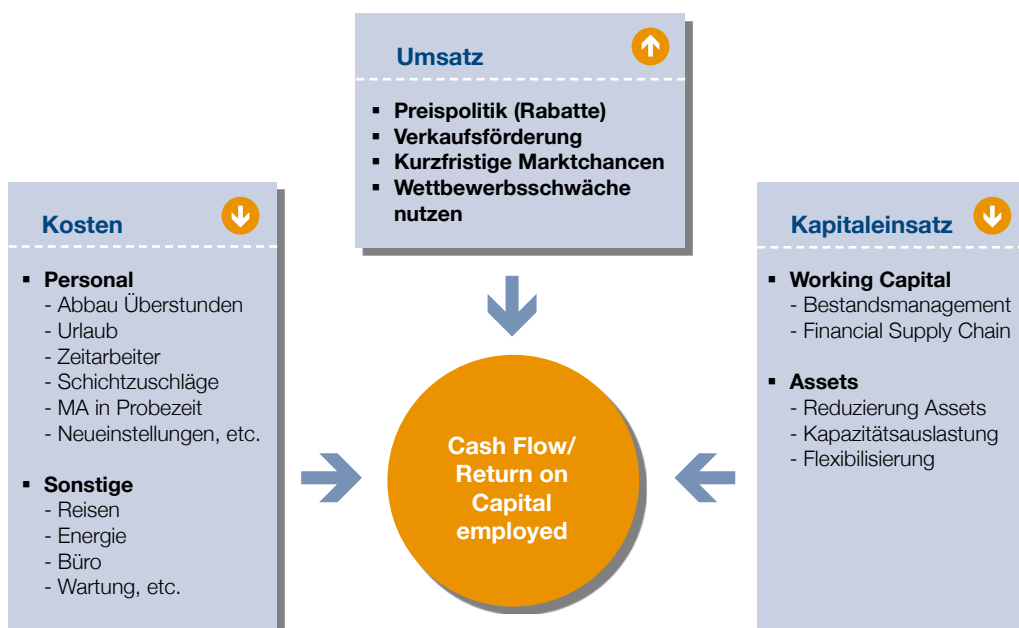 Umsatz
▪ Preispolitik (Rabatte)
▪ Verkaufsförderung
▪ Kurzfristige Marktchancen
▪ Wettbewerbsschwäche
nutzen
Kosten
▪ Personal
- Abbau Überstunden
- Urlaub
- Zeitarbeiter
- Schichtzuschläge
- MA in Probezeit
- Neueinstellungen, etc.
▪ Sonstige
- Reisen
- Energie
- Büro
- Wartung, etc.
Cash Flow/
Return on
Capital
employed
Kapitaleinsatz
▪ Working Capital
- Bestandsmanagement
- Financial Supply Chain
▪ Assets
- Reduzierung Assets
- Kapazitätsauslastung
- Flexibilisierung